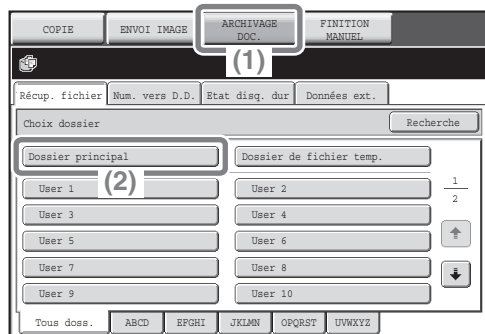 COPIE
ENVOI IMAGE
ARCHIVAGE
DOC.
FINITION
MANUEL
(1)
Récup. fichier
Num. vers D.D.
Etat disq. dur
Données ext.
Choix dossier
Recherche
Dossier principal
Dossier de fichier temp.
(2)
User 1
User 2
1
2
User 3
User 4
User 5
User 6
User 7
User 8
User 9
User 10
Tous doss.
ABCD
EFGHI
JKLMN
OPQRST
UVWXYZ